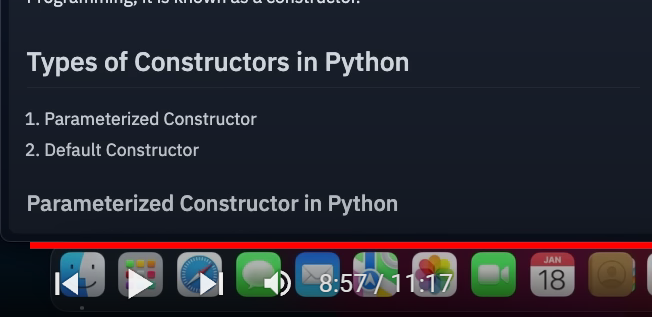 Programming, it is known as a constructor.
Types of Constructors in Python
1. Parameterized Constructor
2. Default Constructor
Parameterized Constructor in Python
8:57 / 11:17
JAN
18